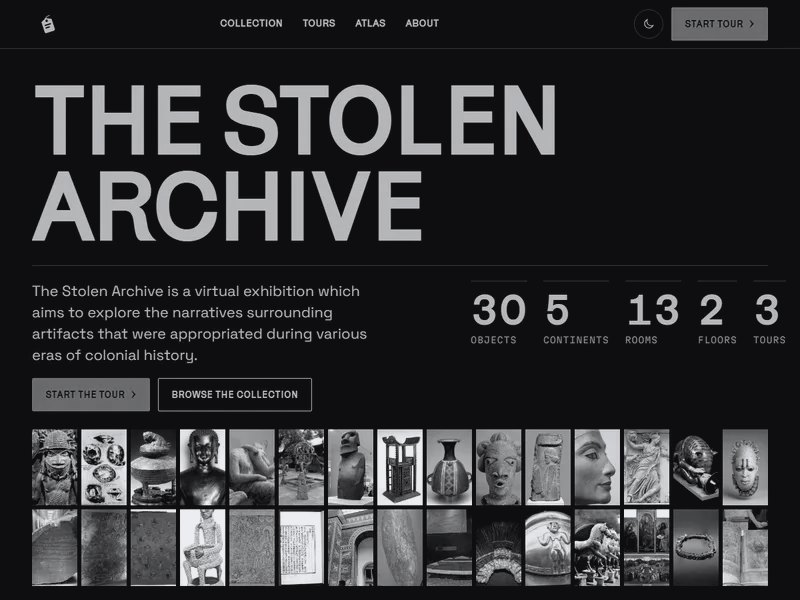 COLLECTION TOURS ATLAS ABOUT START TOUR
THE STOLEN
ARCHIVE
The Stolen Archive is a virtual exhibition which
aims to explore the narratives surrounding
artifacts that were appropriated during various
eras of colonial history.
30 5 13 2 3
OBJECTS CONTINENTS ROOMS FLOORS TOURS
START THE TOUR BROWSE THE COLLECTION